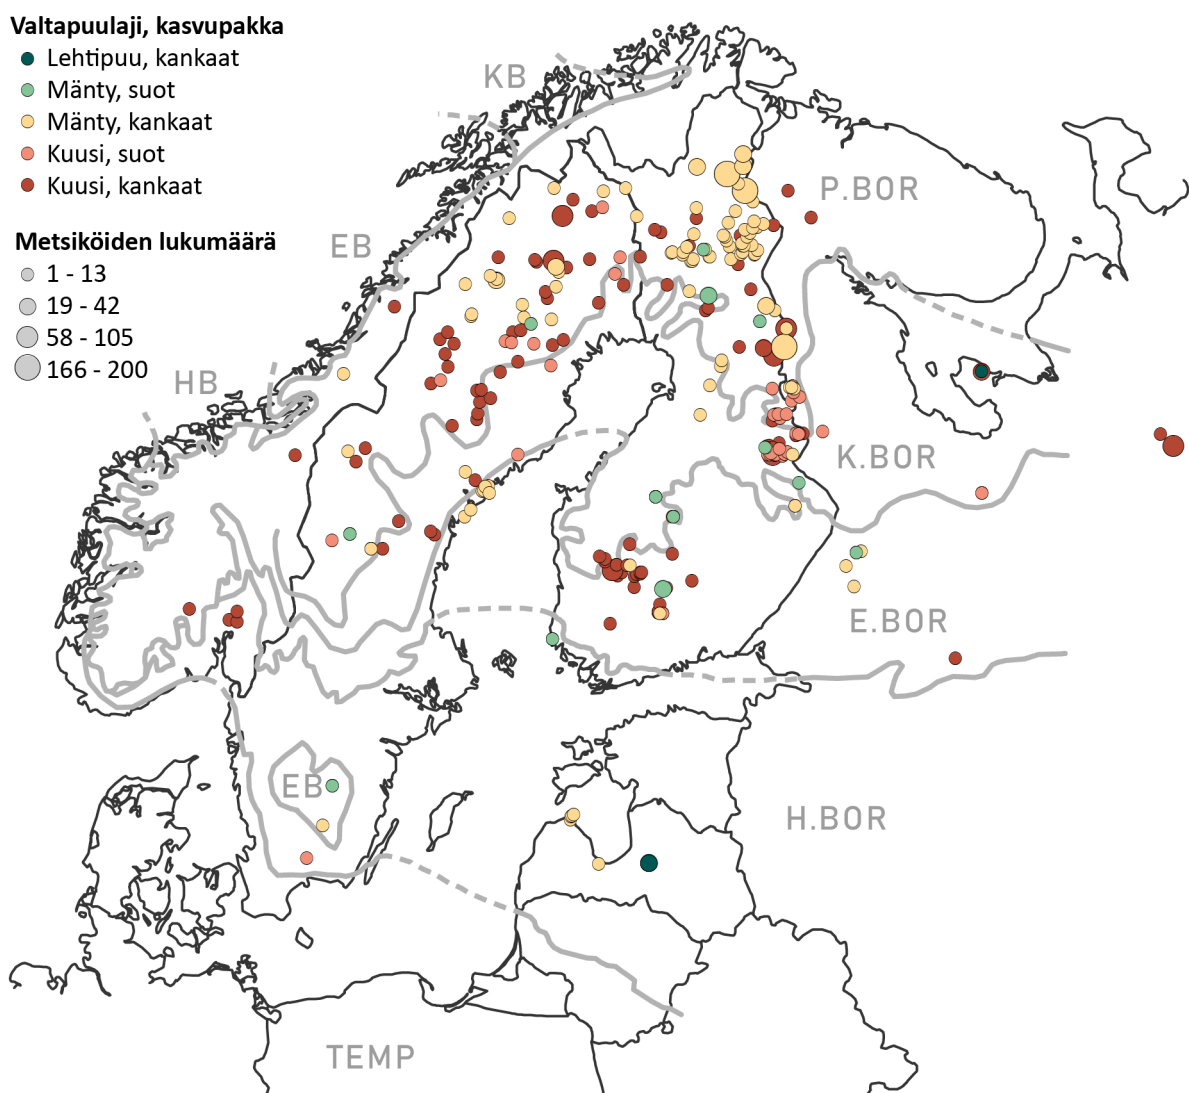 Valtapuulaji, kasvupakka
Lehtipuu, kankaat
Mänty, suot
Mänty, kankaat
Kuusi, suot
Kuusi, kankaat
Metsiköiden lukumäärä
1 - 13
19 - 42
58 - 105
166 - 200
KB
P.BOR
EB
HB
K.BOR
E.BOR
EB
H.BOR
TEMP